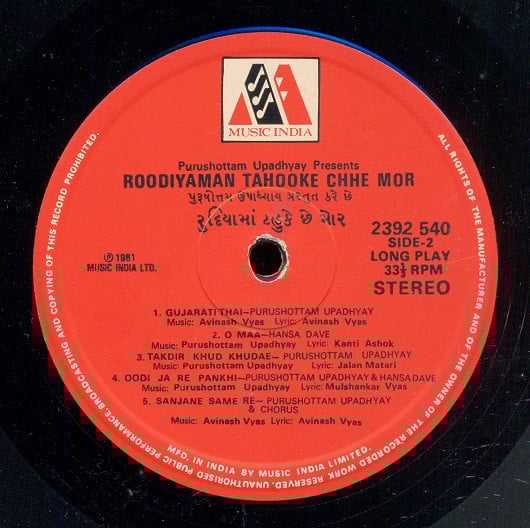 MUSIC INDIA
Purushottam Upadhyay Presents
ROODIYAMAN TAHOOKE CHHE MOR
પુરૂષોત્તમ ઉપાધ્યાય પ્રસ્તુત કરે છે
રુદિયામાં ટહુકે છે મોર
2392 540
SIDE-2
LONG PLAY
33⅓ RPM
STEREO
℗ 1981
MUSIC INDIA LTD.
1. GUJARATI THAI—PURUSHOTTAM UPADHYAY
Music: Avinash Vyas Lyric: Avinash Vyas
2. O MAA—HANSA DAVE
Music: Purushottam Upadhyay Lyric: Kanti Ashok
3. TAKDIR KHUD KHUDAE—PURUSHOTTAM UPADHYAY
Music: Purushottam Upadhyay Lyric: Jalan Matari
4. OODI JA RE PANKHI—PURUSHOTTAM UPADHYAY & HANSA DAVE
Music: Purushottam Upadhyay Lyric: Mulshankar Vyas
5. SANJANE SAME RE—PURUSHOTTAM UPADHYAY
& CHORUS
Music: Avinash Vyas Lyric: Avinash Vyas
MFD. IN INDIA BY MUSIC INDIA LIMITED.
ALL RIGHTS OF THE MANUFACTURER AND OF THE OWNER OF THE RECORDED WORK RESERVED. UNAUTHORISED PUBLIC PERFORMANCE, BROADCASTING AND COPYING OF THIS RECORD PROHIBITED.